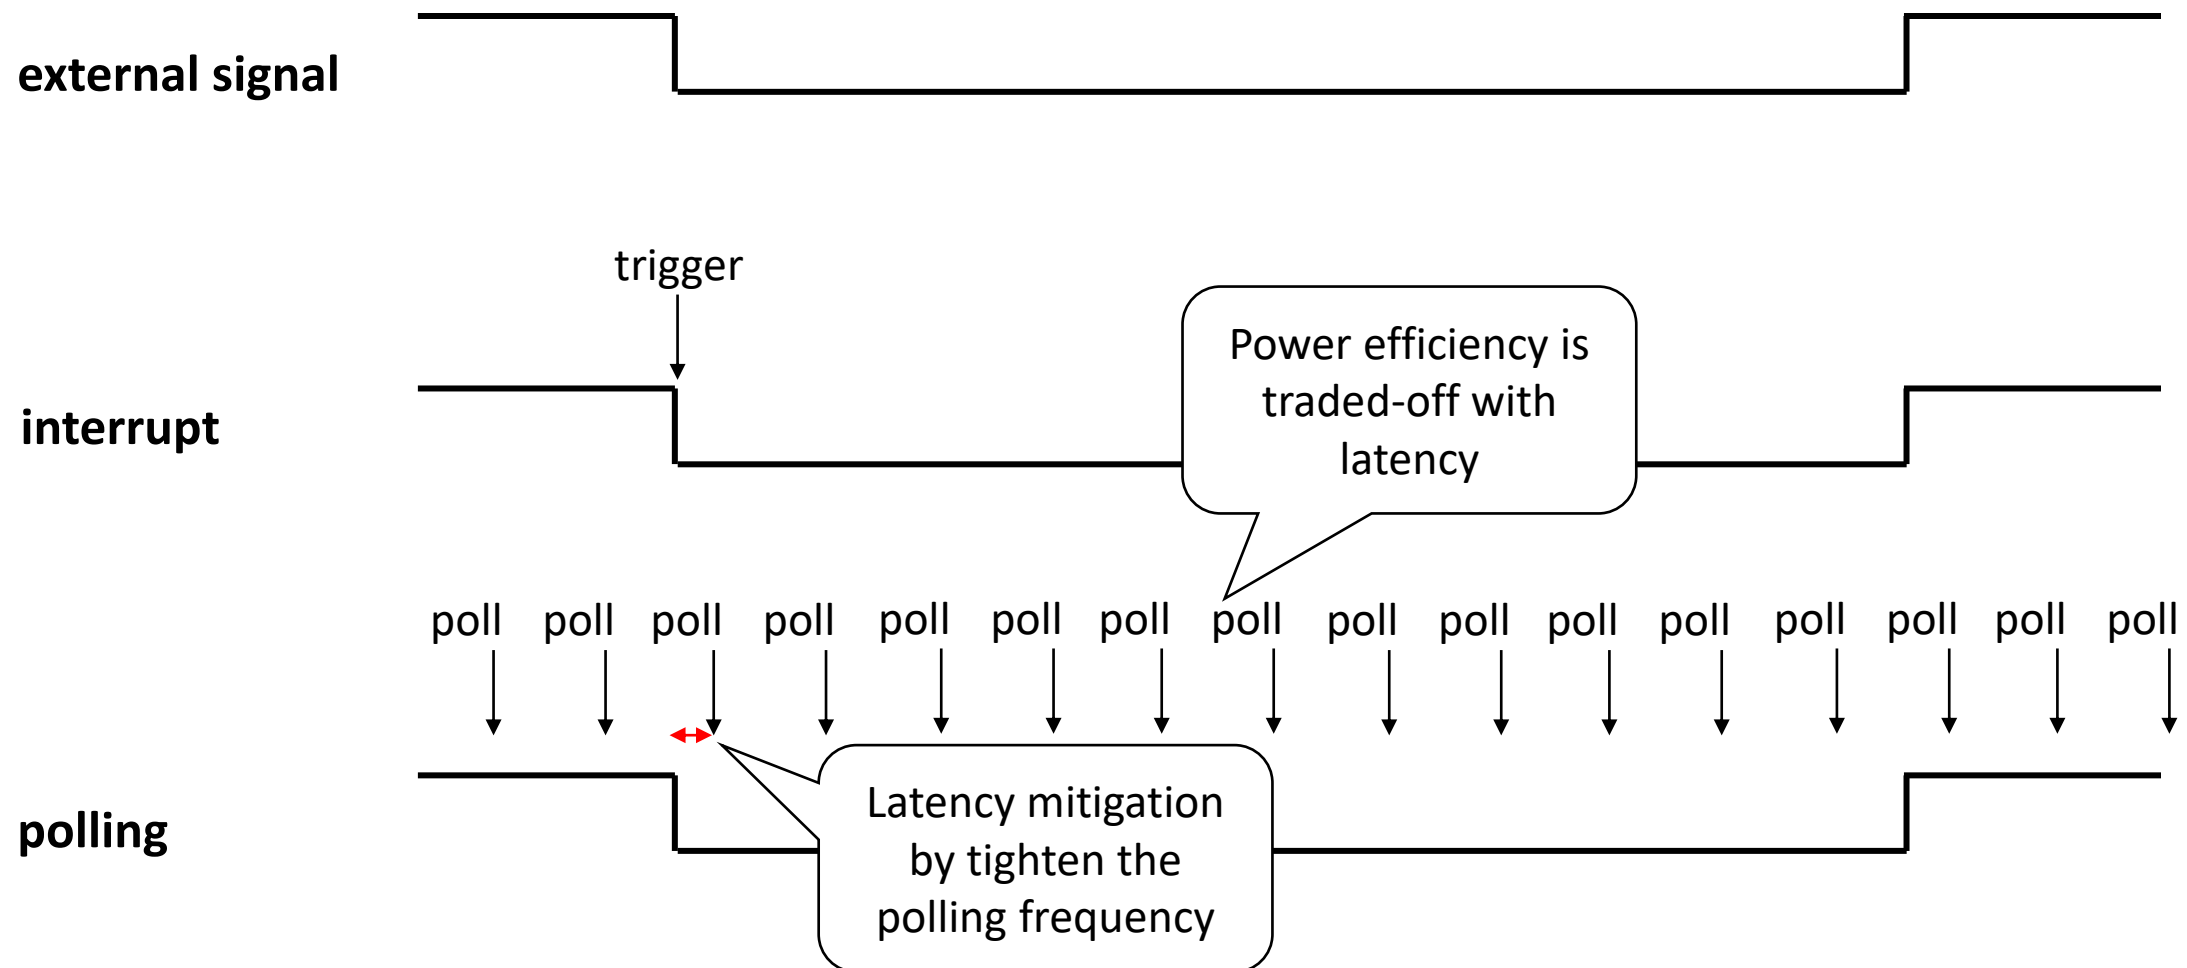 external signal
trigger
Power efficiency is
traded-off with
latency
interrupt
poll poll poll poll poll poll poll poll poll poll poll poll poll poll poll poll
Latency mitigation
by tighten the
polling frequency
polling